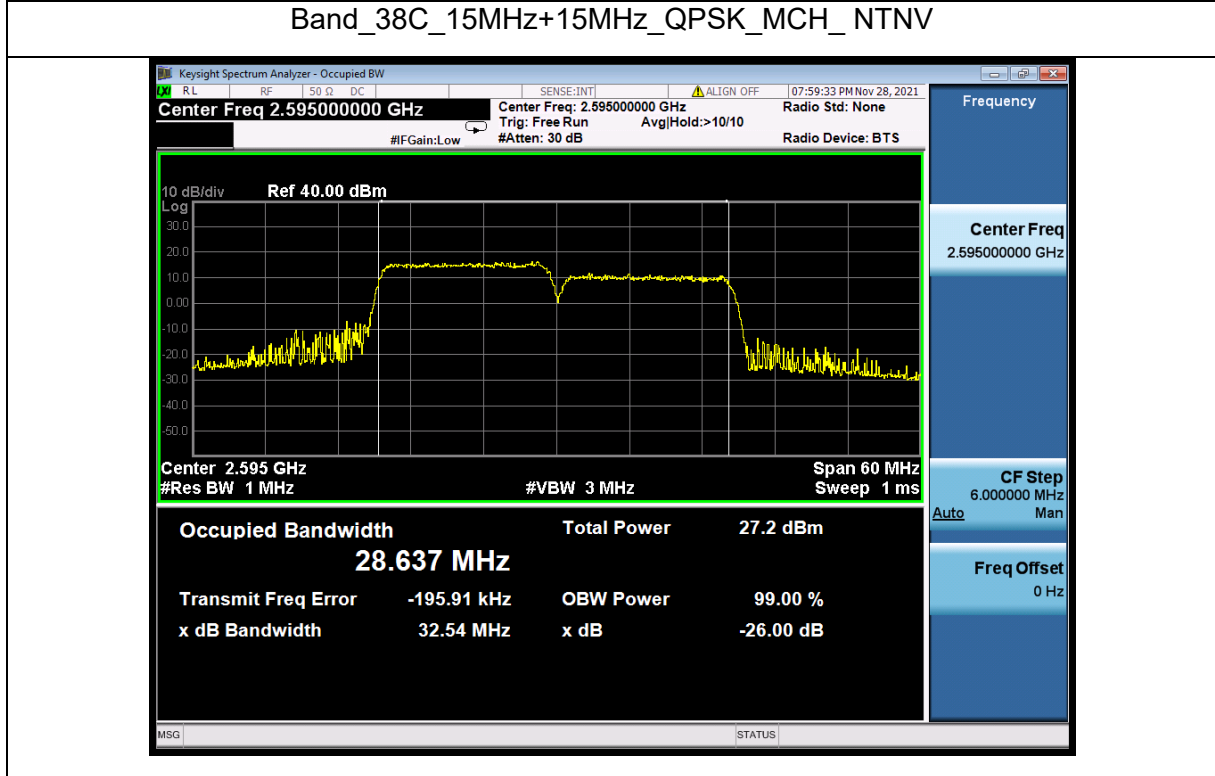 Band_38C_15MHz+15MHz_QPSK_MCH_ NTNV
Keysight Spectrum Analyzer - Occupied BW
LXI RL RF 50 Ω DC SENSE:INT ALIGN OFF 07:59:33 PM Nov 28, 2021
Center Freq 2.595000000 GHz
Center Freq: 2.595000000 GHz
Radio Std: None
Trig: Free Run Avg|Hold:>10/10
#IFGain:Low
#Atten: 30 dB
Radio Device: BTS
10 dB/div Ref 40.00 dBm
Log
30.0
20.0
10.0
0.00
-10.0
-20.0
-30.0
-40.0
-50.0
Center 2.595 GHz Span 60 MHz
#Res BW 1 MHz #VBW 3 MHz Sweep 1 ms
Occupied Bandwidth Total Power 27.2 dBm
28.637 MHz
Transmit Freq Error -195.91 kHz OBW Power 99.00 %
x dB Bandwidth 32.54 MHz x dB -26.00 dB
MSG STATUS
Frequency
Center Freq
2.595000000 GHz
CF Step
6.000000 MHz
Auto Man
Freq Offset
0 Hz